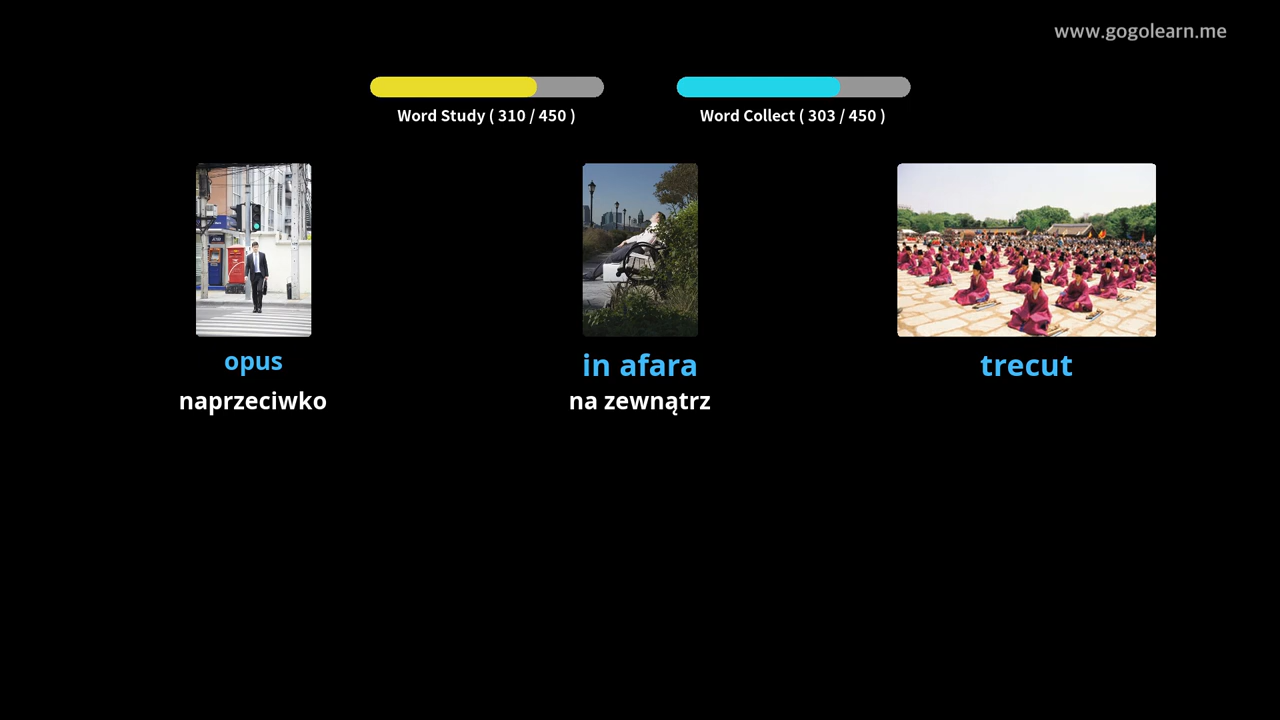 www.gogolearn.me
Word Study ( 310 / 450 )
Word Collect ( 303 / 450 )
opus
in afara
trecut
naprzeciwko
na zewnątrz